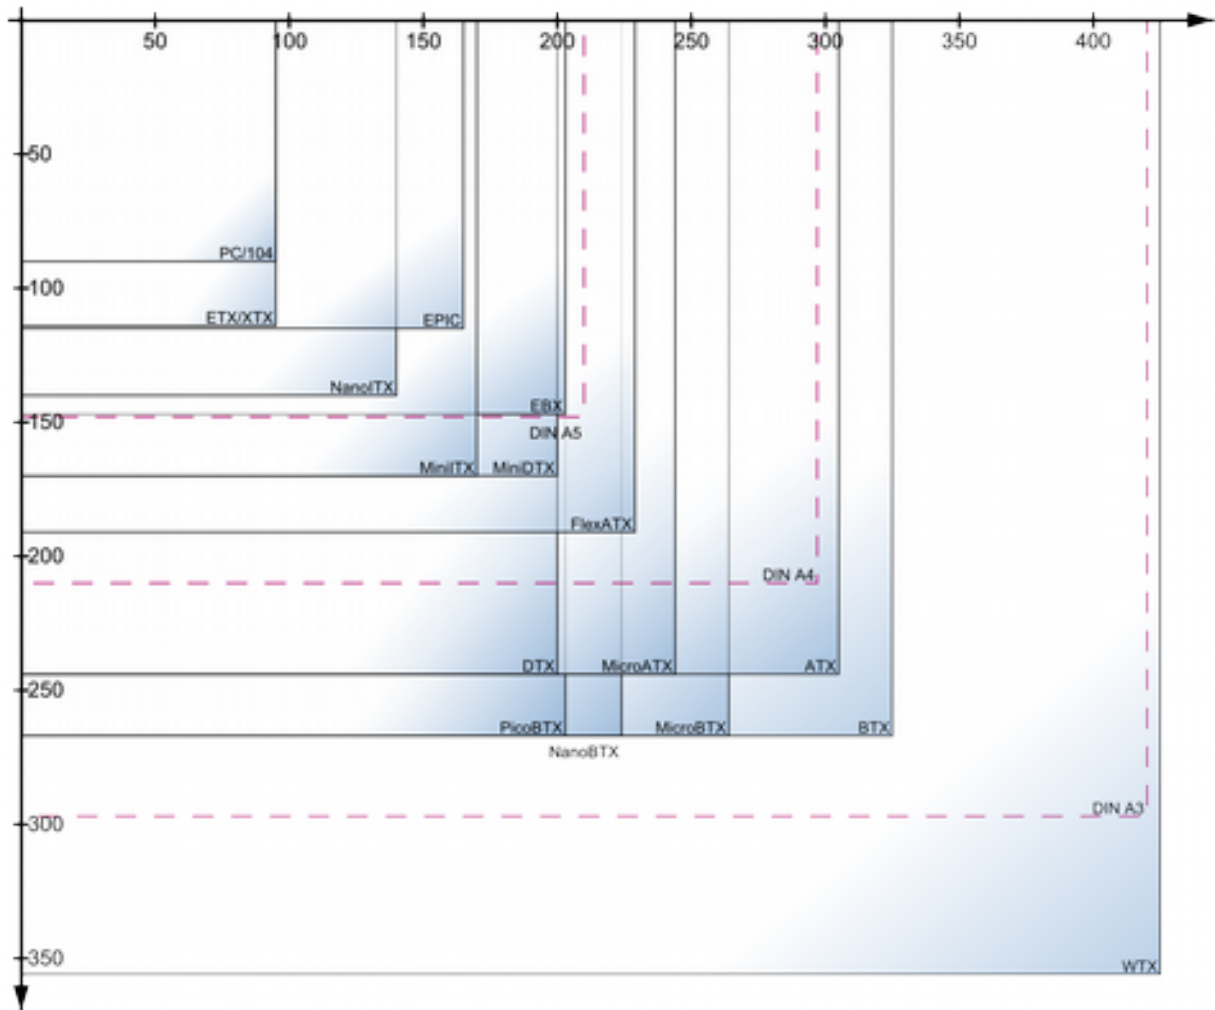 50 100 150 200 250 300 350 400
50
PC/104
100
ETX/XTX EPIC
NanoITX
EBX
150
DIN A5
MiniITX MiniDTX
FlexATX
200
DIN A4
DTX MicroATX ATX
250
PicoBTX MicroBTX BTX
NanoBTX
DIN A3
300
350
WTX